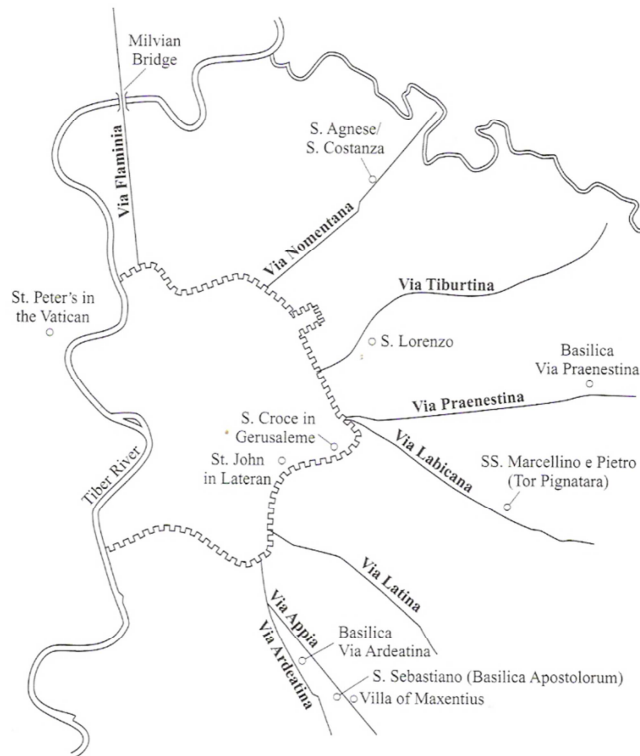 Milvian
Bridge
Via Flaminia
S. Agnese/
S. Costanza
Via Nomentana
Via Tiburtina
St. Peter's in
the Vatican
S. Lorenzo
Basilica
Via Praenestina
Via Praenestina
S. Croce in
Gerusaleme
St. John
in Lateran
Via Labicana
SS. Marcellino e Pietro
(Tor Pignatara)
Tiber River
Via Latina
Via Appia
Via Ardeatina
Basilica
Via Ardeatina
S. Sebastiano (Basilica Apostolorum)
Villa of Maxentius